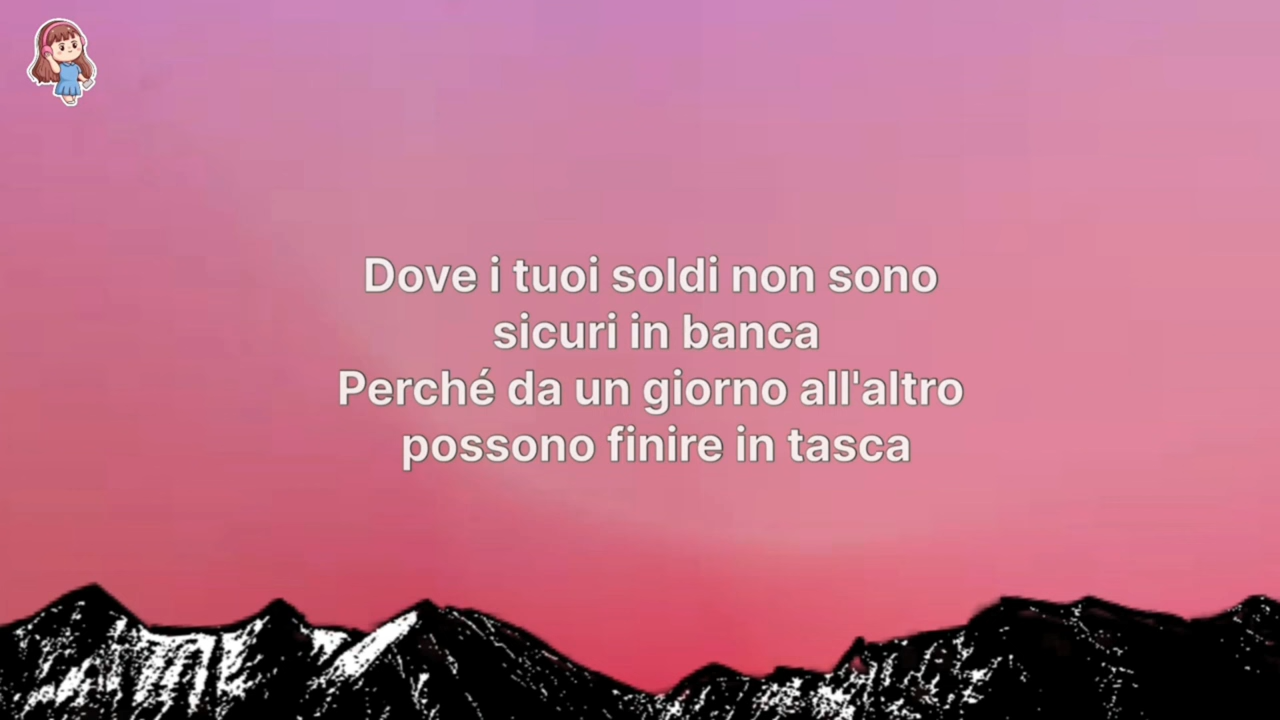 Dove i tuoi soldi non sono
sicuri in banca
Perché da un giorno all'altro
possono finire in tasca